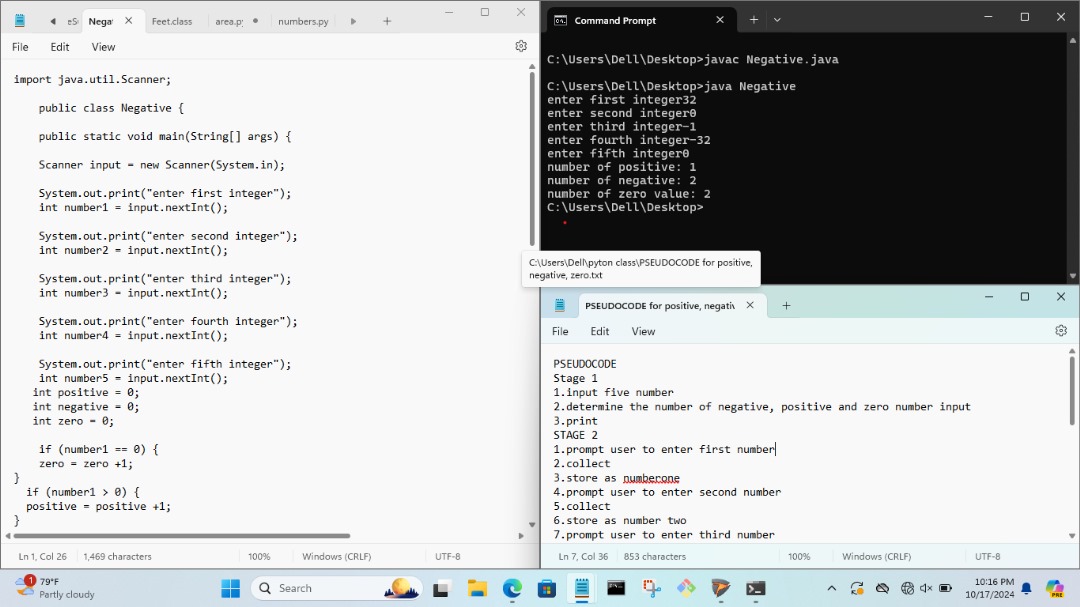 eS
Nega
Feet.class
area.py
numbers.py
File Edit View
import java.util.Scanner;
public class Negative {
public static void main(String[] args) {
Scanner input = new Scanner(System.in);
System.out.print("enter first integer");
int number1 = input.nextInt();
System.out.print("enter second integer");
int number2 = input.nextInt();
System.out.print("enter third integer");
int number3 = input.nextInt();
System.out.print("enter fourth integer");
int number4 = input.nextInt();
System.out.print("enter fifth integer");
int number5 = input.nextInt();
int positive = 0;
int negative = 0;
int zero = 0;
if (number1 == 0) {
zero = zero +1;
}
if (number1 > 0) {
positive = positive +1;
}
Ln 1, Col 26 1,469 characters 100% Windows (CRLF) UTF-8
Command Prompt
C:\Users\Dell\Desktop>javac Negative.java
C:\Users\Dell\Desktop>java Negative
enter first integer32
enter second integer0
enter third integer-1
enter fourth integer-32
enter fifth integer0
number of positive: 1
number of negative: 2
number of zero value: 2
C:\Users\Dell\Desktop>
C:\Users\Dell\pyton class\PSEUDOCODE for positive,
negative, zero.txt
PSEUDOCODE for positive, negativ
File Edit View
PSEUDOCODE
Stage 1
1.input five number
2.determine the number of negative, positive and zero number input
3.print
STAGE 2
1.prompt user to enter first number
2.collect
3.store as numberone
4.prompt user to enter second number
5.collect
6.store as number two
7.prompt user to enter third number
Ln 7, Col 36 853 characters 100% Windows (CRLF) UTF-8
1
79°F
Partly cloudy
Search
10:16 PM
10/17/2024
PRE